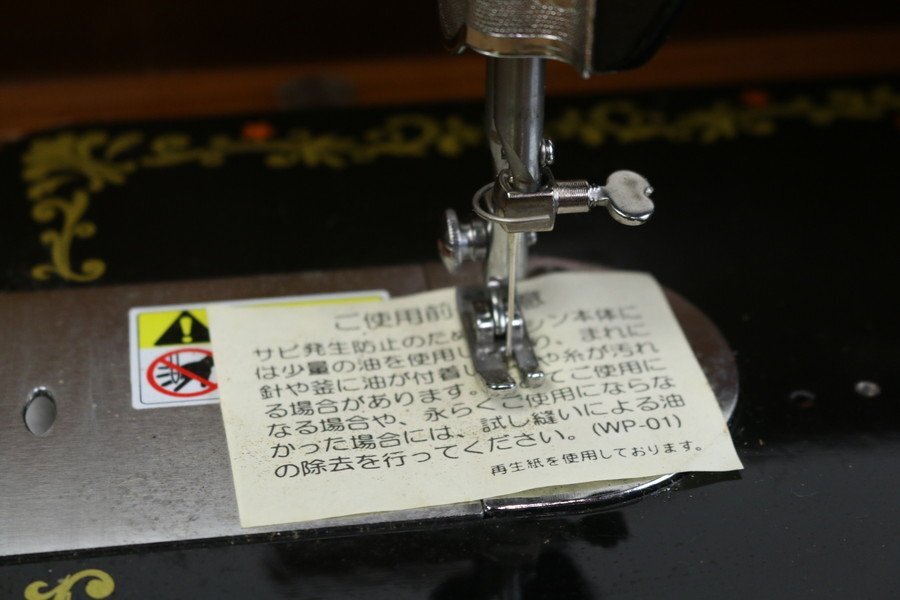 ご使用前 意
サビ発生防止のため ン本体に
は少量の油を使用し り、まれに
針や釜に油が付着し や糸が汚れ
る場合があります。 てご使用に
なる場合や、永らくご使用にならな
かった場合には、試し縫いによる油
の除去を行ってください。(WP-01)
再生紙を使用しております。